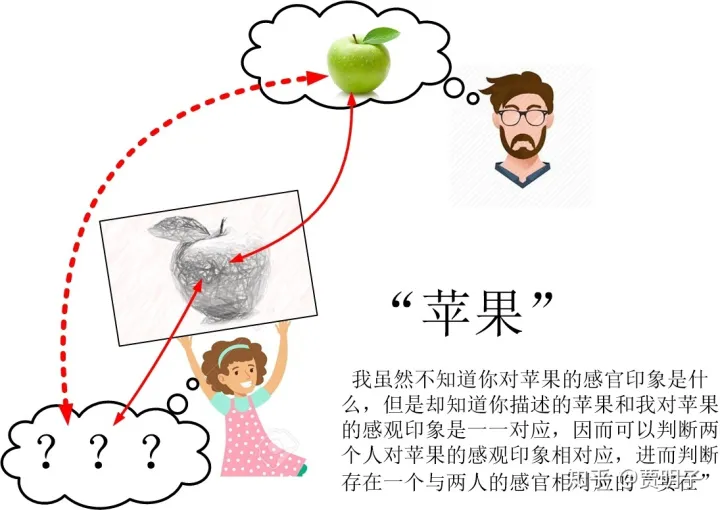 “苹果”
? ? ?
我虽然不知道你对苹果的感官印象是什
么，但是却知道你描述的苹果和我对苹果
的感观印象是一一对应，因而可以判断两
个人对苹果的感观印象相对应，进而判断
存在一个与两人的感官相对应的“实在”
知乎 @贾明子